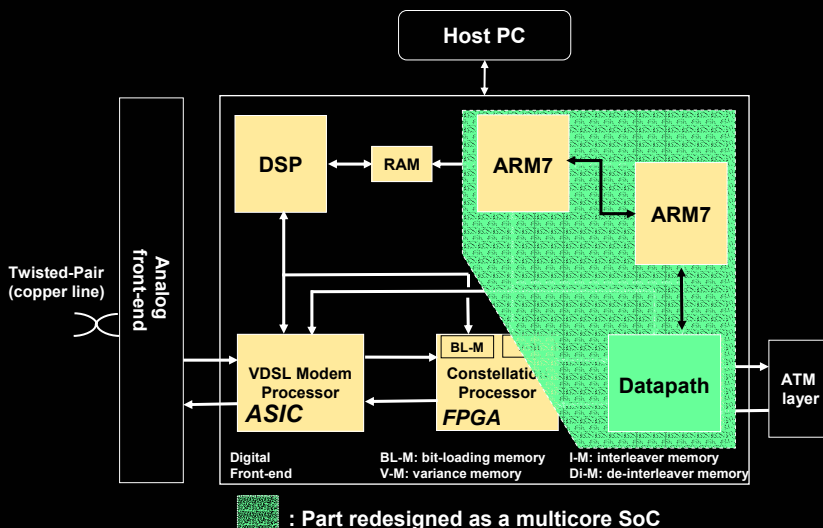 Host PC
DSP
RAM
ARM7
ARM7
Analog
front-end
Twisted-Pair
(copper line)
BL-M
VDSL Modem
Processor
ASIC
Constellatio
Processor
FPGA
Datapath
ATM
layer
Digital
Front-end
BL-M: bit-loading memory
V-M: variance memory
I-M: interleaver memory
Di-M: de-interleaver memory
: Part redesigned as a multicore SoC